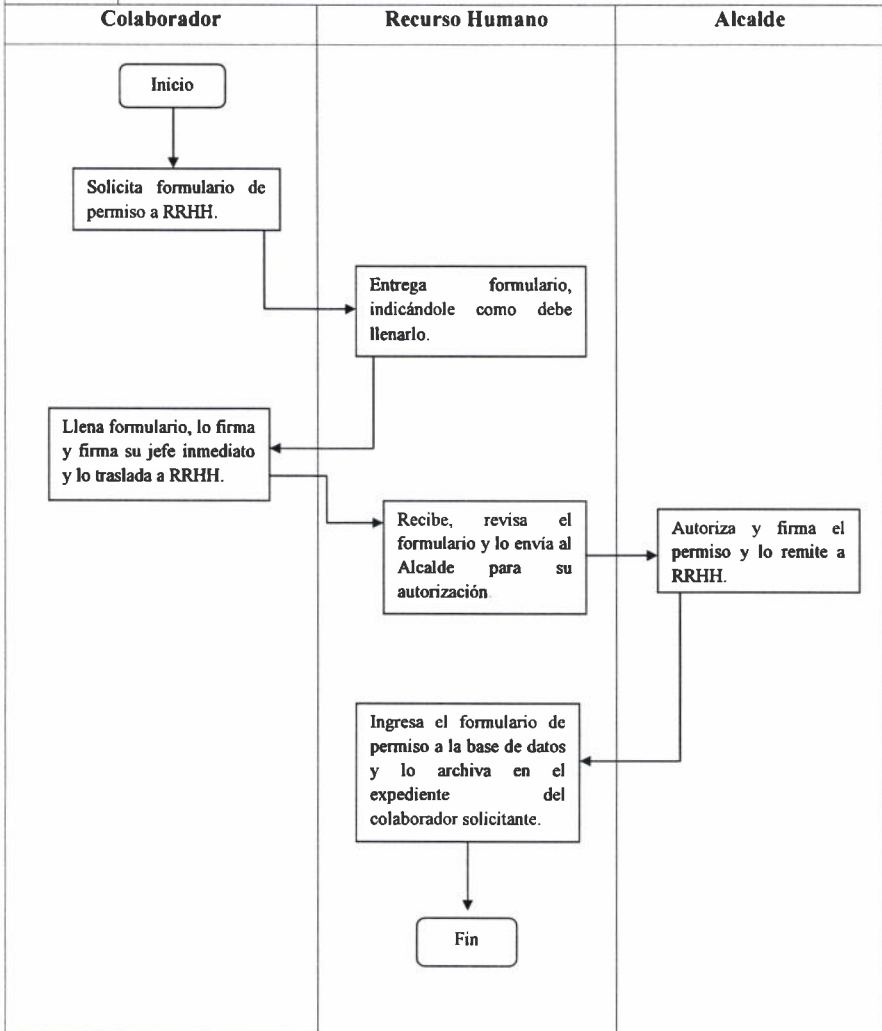 Colaborador
Recurso Humano
Alcalde
Inicio
Solicita formulario de
permiso a RRHH.
Entrega formulario,
indicándole como debe
llenarlo.
Llena formulario, lo firma
y firma su jefe inmediato
y lo traslada a RRHH.
Recibe, revisa el
formulario y lo envía al
Alcalde para su
autorización.
Autoriza y firma el
permiso y lo remite a
RRHH.
Ingresa el formulario de
permiso a la base de datos
y lo archiva en el
expediente del
colaborador solicitante.
Fin